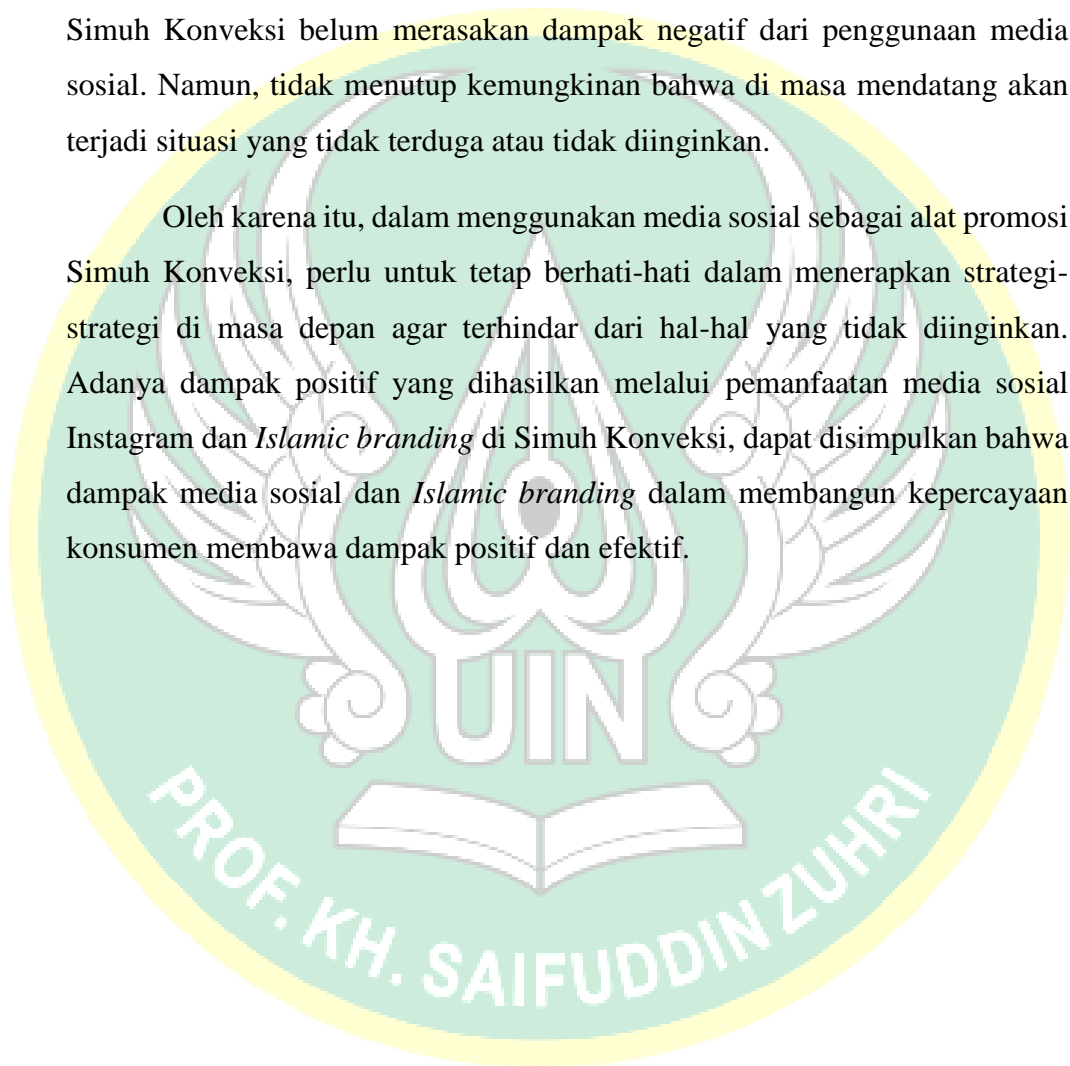 Simuh Konveksi belum merasakan dampak negatif dari penggunaan media
sosial. Namun, tidak menutup kemungkinan bahwa di masa mendatang akan
terjadi situasi yang tidak terduga atau tidak diinginkan.
Oleh karena itu, dalam menggunakan media sosial sebagai alat promosi
Simuh Konveksi, perlu untuk tetap berhati-hati dalam menerapkan strategi-
strategi di masa depan agar terhindar dari hal-hal yang tidak diinginkan.
Adanya dampak positif yang dihasilkan melalui pemanfaatan media sosial
Instagram dan Islamic branding di Simuh Konveksi, dapat disimpulkan bahwa
dampak media sosial dan Islamic branding dalam membangun kepercayaan
konsumen membawa dampak positif dan efektif.
UIN
PROF. KH. SAIFUDDIN ZUHRI